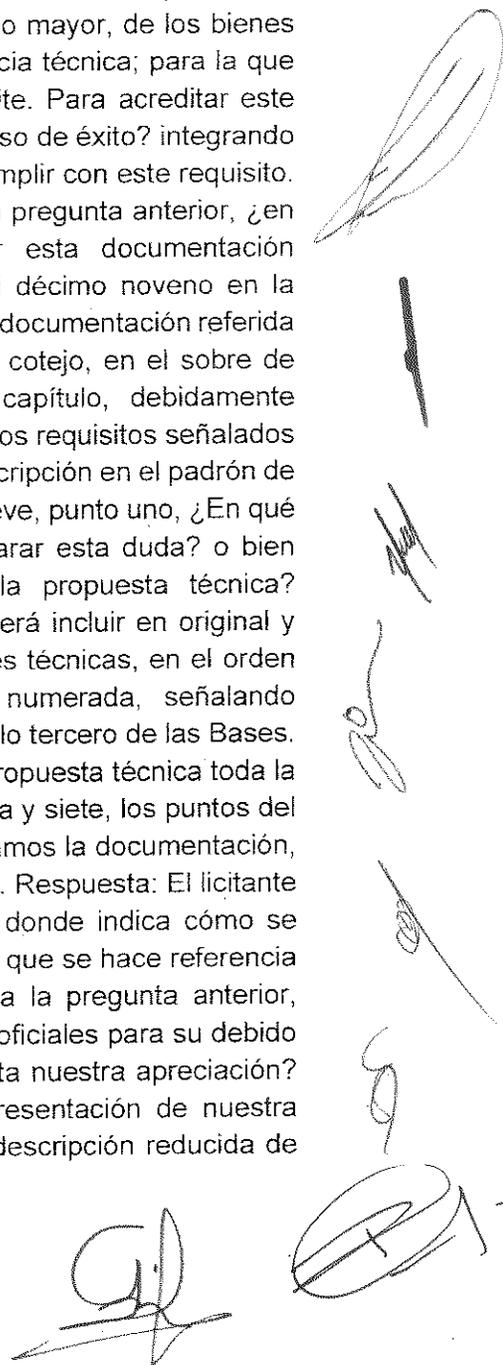 o mayor, de los bienes
cia técnica; para la que
te. Para acreditar este
so de éxito? integrando
mplir con este requisito.
pregunta anterior, ¿en
esta documentación
décimo noveno en la
documentación referida
cotejo, en el sobre de
capítulo, debidamente
os requisitos señalados
cripción en el padrón de
eve, punto uno, ¿En qué
arar esta duda? o bien
la propuesta técnica?
erá incluir en original y
es técnicas, en el orden
numerada, señalando
lo tercero de las Bases.
ropuesta técnica toda la
a y siete, los puntos del
amos la documentación,
. Respuesta: El licitante
donde indica cómo se
que se hace referencia
a la pregunta anterior,
oficiales para su debido
ta nuestra apreciación?
resentación de nuestra
descripción reducida de